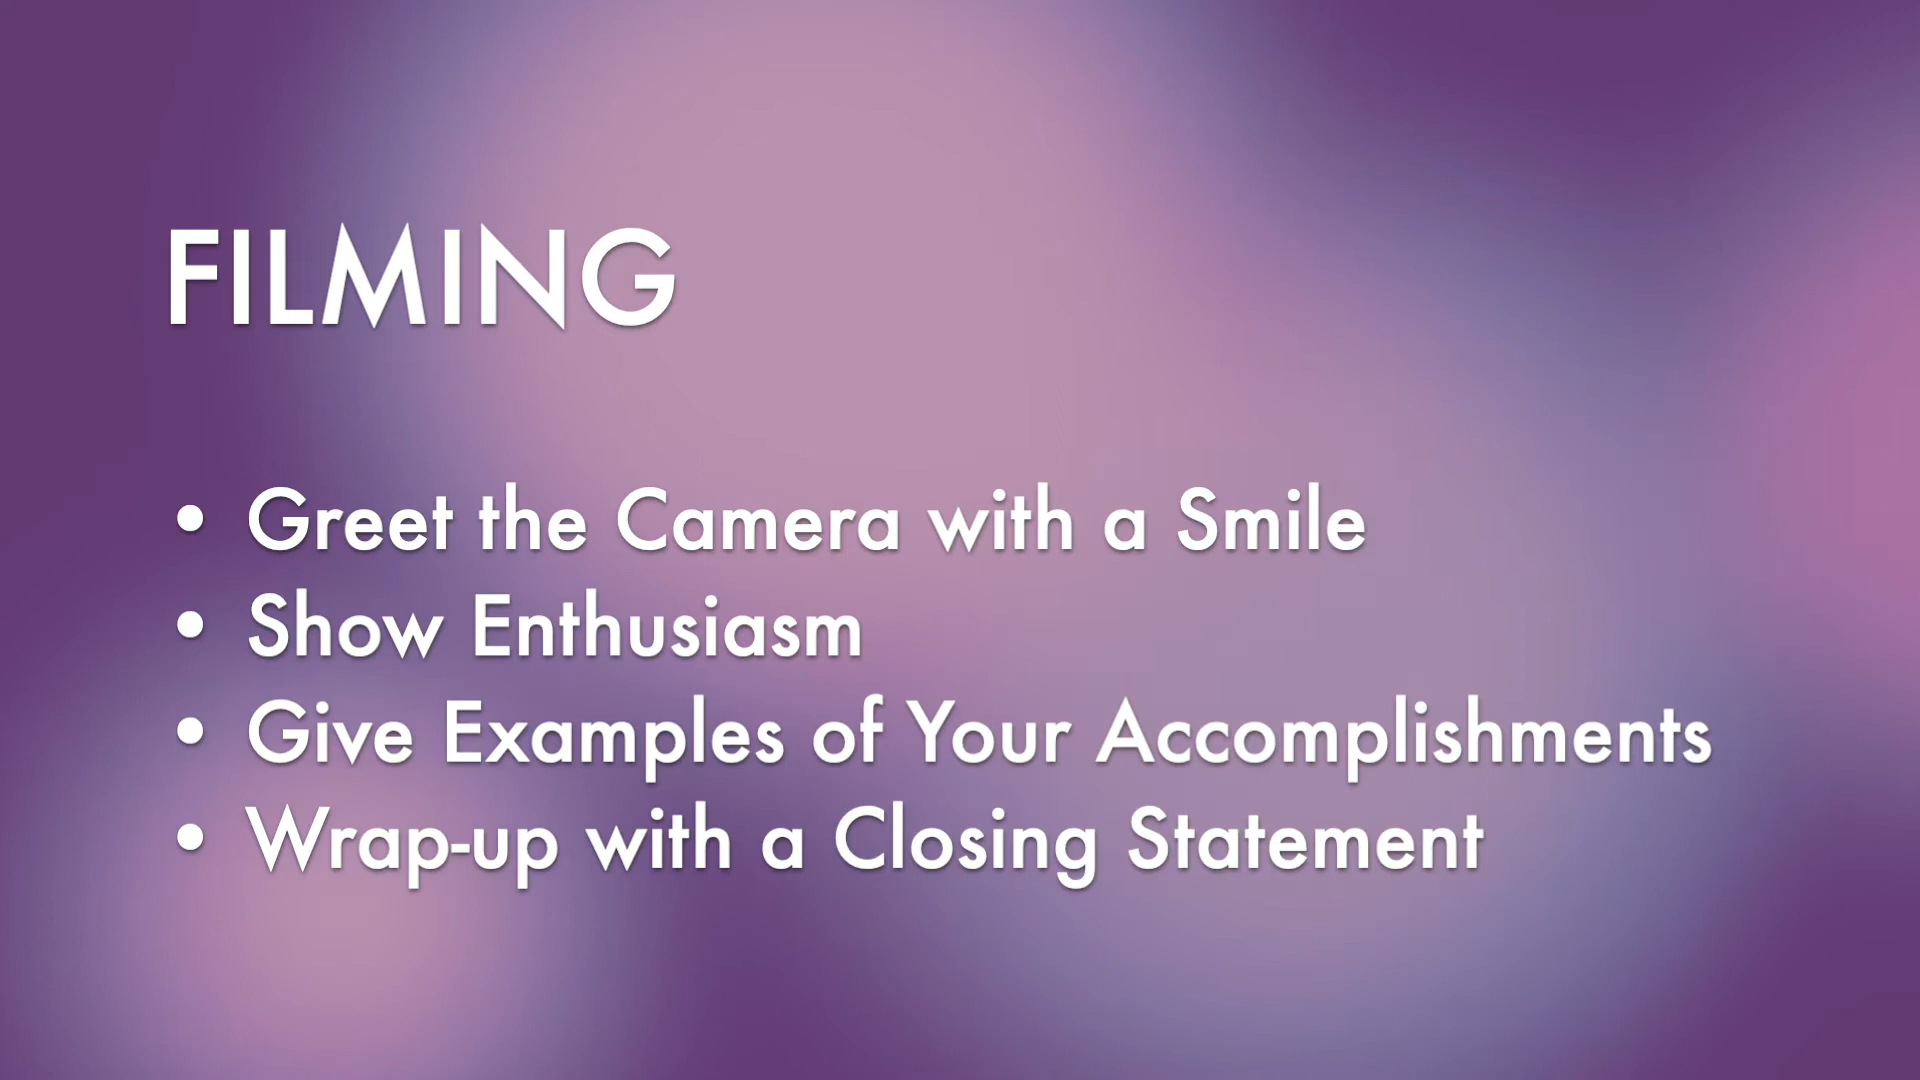 FILMING
• Greet the Camera with a Smile
• Show Enthusiasm
• Give Examples of Your Accomplishments
• Wrap-up with a Closing Statement